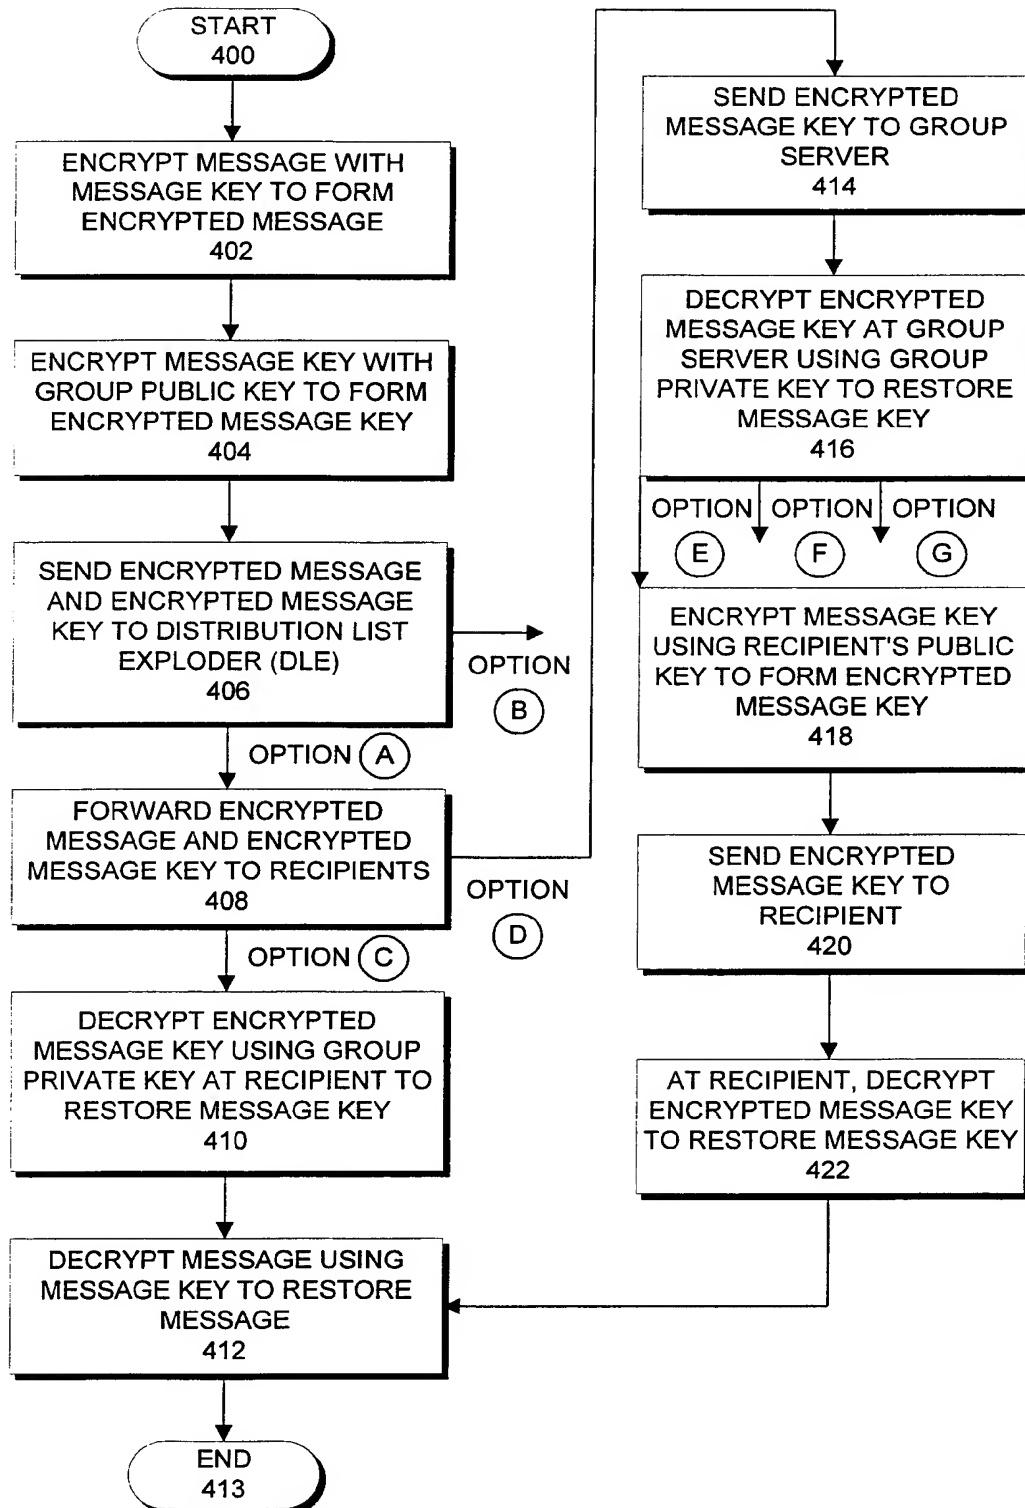 START
400
ENCRYPT MESSAGE WITH
MESSAGE KEY TO FORM
ENCRYPTED MESSAGE
402
ENCRYPT MESSAGE KEY WITH
GROUP PUBLIC KEY TO FORM
ENCRYPTED MESSAGE KEY
404
SEND ENCRYPTED MESSAGE
AND ENCRYPTED MESSAGE
KEY TO DISTRIBUTION LIST
EXPLODER (DLE)
406
OPTION
B
OPTION A
FORWARD ENCRYPTED
MESSAGE AND ENCRYPTED
MESSAGE KEY TO RECIPIENTS
408
OPTION
D
OPTION C
DECRYPT ENCRYPTED
MESSAGE KEY USING GROUP
PRIVATE KEY AT RECIPIENT TO
RESTORE MESSAGE KEY
410
DECRYPT MESSAGE USING
MESSAGE KEY TO RESTORE
MESSAGE
412
END
413
SEND ENCRYPTED
MESSAGE KEY TO GROUP
SERVER
414
DECRYPT ENCRYPTED
MESSAGE KEY AT GROUP
SERVER USING GROUP
PRIVATE KEY TO RESTORE
MESSAGE KEY
416
OPTION OPTION OPTION
E F G
ENCRYPT MESSAGE KEY
USING RECIPIENT'S PUBLIC
KEY TO FORM ENCRYPTED
MESSAGE KEY
418
SEND ENCRYPTED
MESSAGE KEY TO
RECIPIENT
420
AT RECIPIENT, DECRYPT
ENCRYPTED MESSAGE KEY
TO RESTORE MESSAGE KEY
422